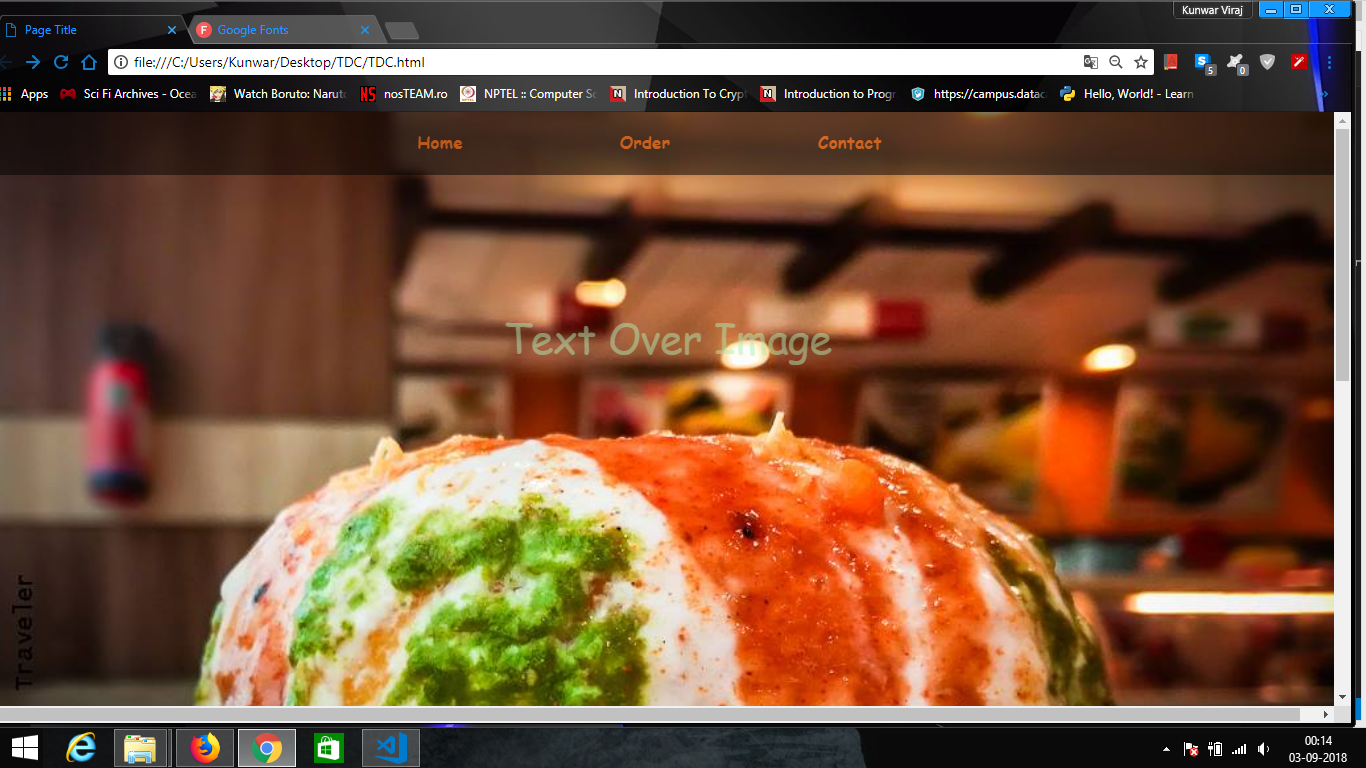 Kunwar Viraj
Page Title
Google Fonts
file:///C:/Users/Kunwar/Desktop/TDC/TDC.html
Apps
Sci Fi Archives - Ocea
Watch Boruto: Naruto
nosTEAM.ro
NPTEL :: Computer Sc
Introduction To Crypt
Introduction to Progr
https://campus.datac
Hello, World! - Learn
5
0
Home
Order
Contact
Text Over Image
Traveler
00:14
03-09-2018